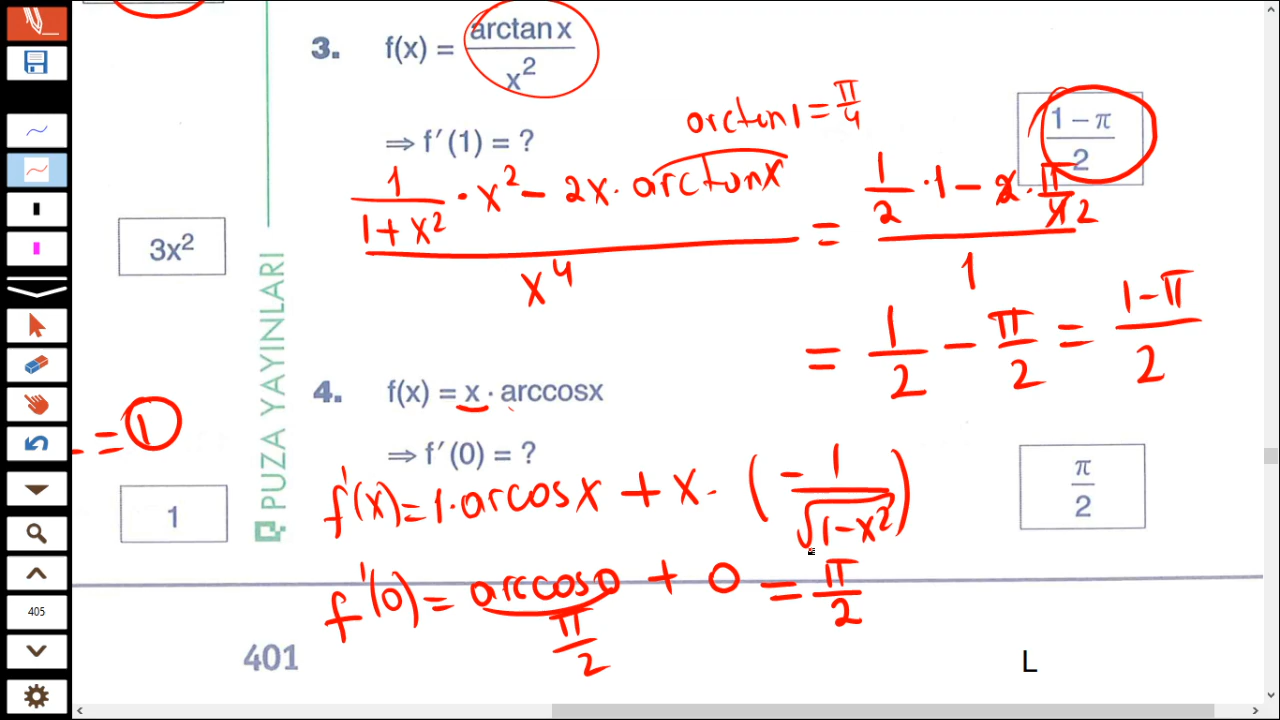 3. f(x) = arctan x / x²
arctan1 = π/4
⇒ f′(1) = ?
1 − π / 2
1/(1+x²) · x² − 2x · arctanx / x⁴ = 1/2 · 1 − 2 · π/4 2 / 1
= 1/2 − π/2 = 1−π / 2
3x²
PUZA YAYINLARI
4. f(x) = x · arccosx
= 1
⇒ f′(0) = ?
π/2
1
f'(x) = 1 · arcosx + x · (− 1/√1−x²)
f'(0) = arccos0 + 0 = π/2
π/2
405
401
L